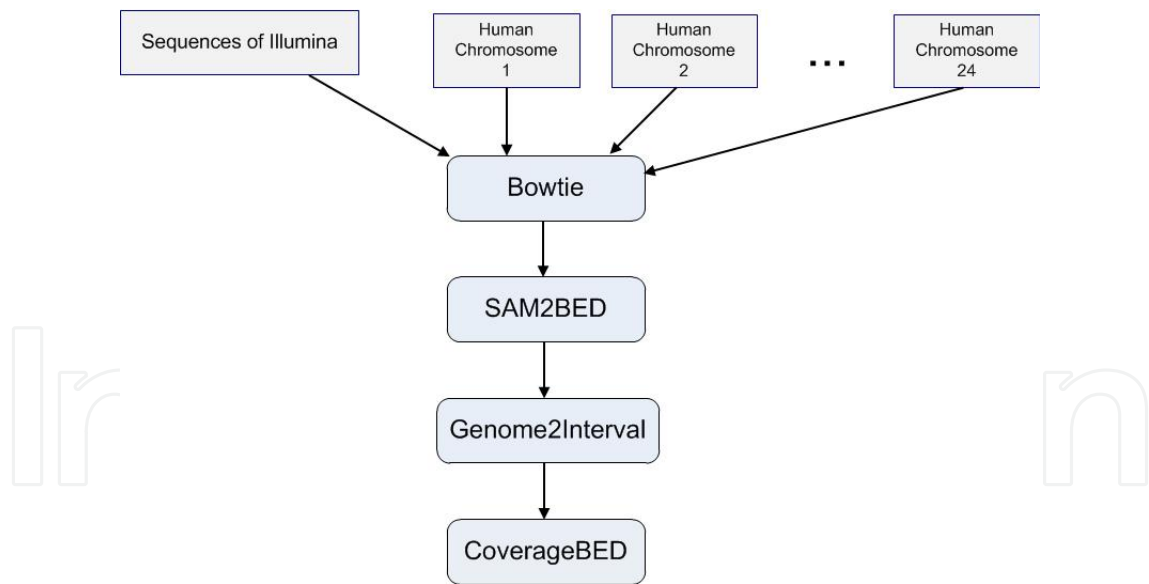 Sequences of Illumina
Human
Chromosome
1
Human
Chromosome
2
...
Human
Chromosome
24
Bowtie
SAM2BED
Genome2Interval
CoverageBED